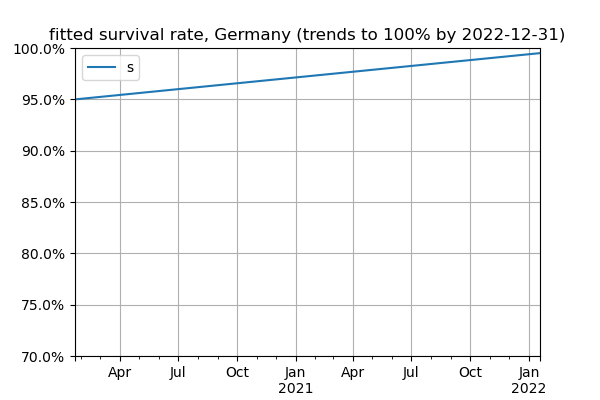 fitted survival rate, Germany (trends to 100% by 2022-12-31)
100.0%
s
95.0%
90.0%
85.0%
80.0%
75.0%
70.0%
Apr Jul Oct Jan Apr Jul Oct Jan
2021 2022